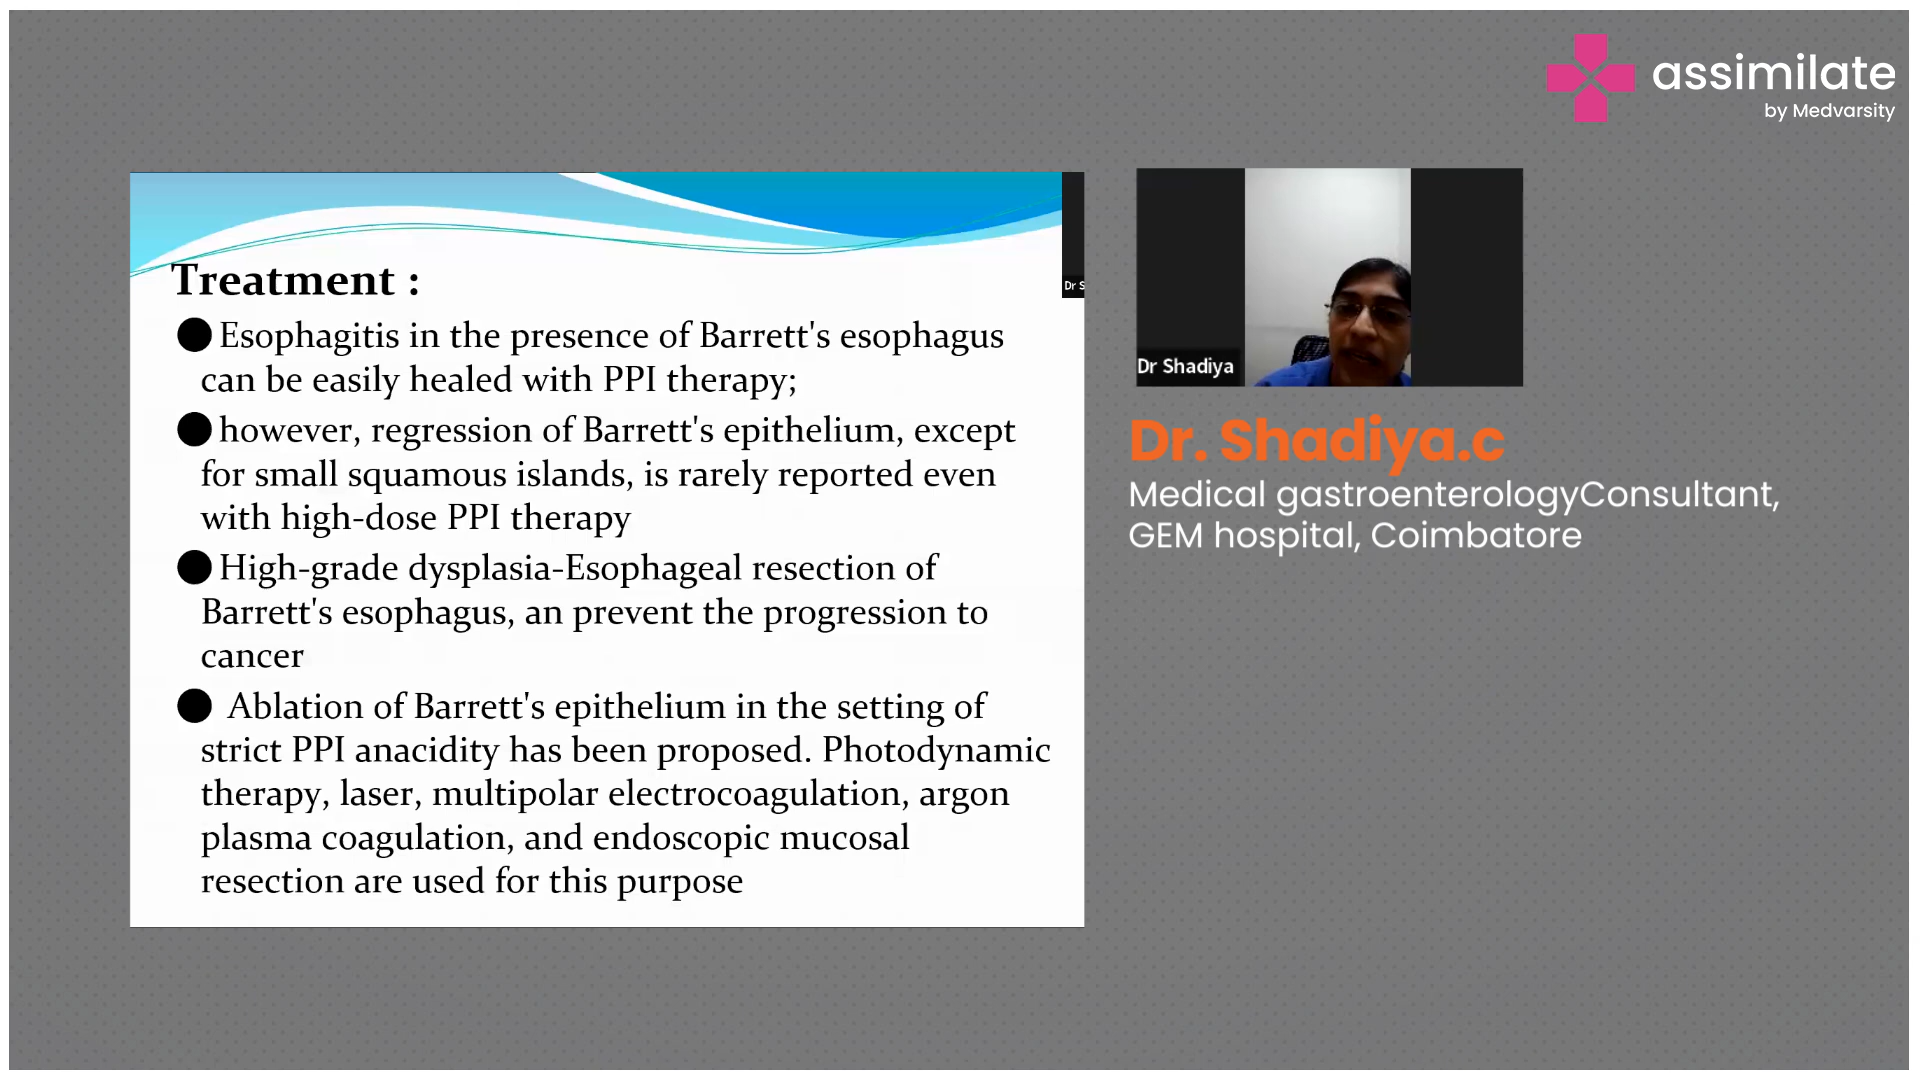 assimilate
by Medvarsity
Treatment :
Esophagitis in the presence of Barrett's esophagus
can be easily healed with PPI therapy;
however, regression of Barrett's epithelium, except
for small squamous islands, is rarely reported even
with high-dose PPI therapy
High-grade dysplasia-Esophageal resection of
Barrett's esophagus, an prevent the progression to
cancer
Ablation of Barrett's epithelium in the setting of
strict PPI anacidity has been proposed. Photodynamic
therapy, laser, multipolar electrocoagulation, argon
plasma coagulation, and endoscopic mucosal
resection are used for this purpose
Dr S
Dr Shadiya
Dr. Shadiya.c
Medical gastroenterologyConsultant,
GEM hospital, Coimbatore